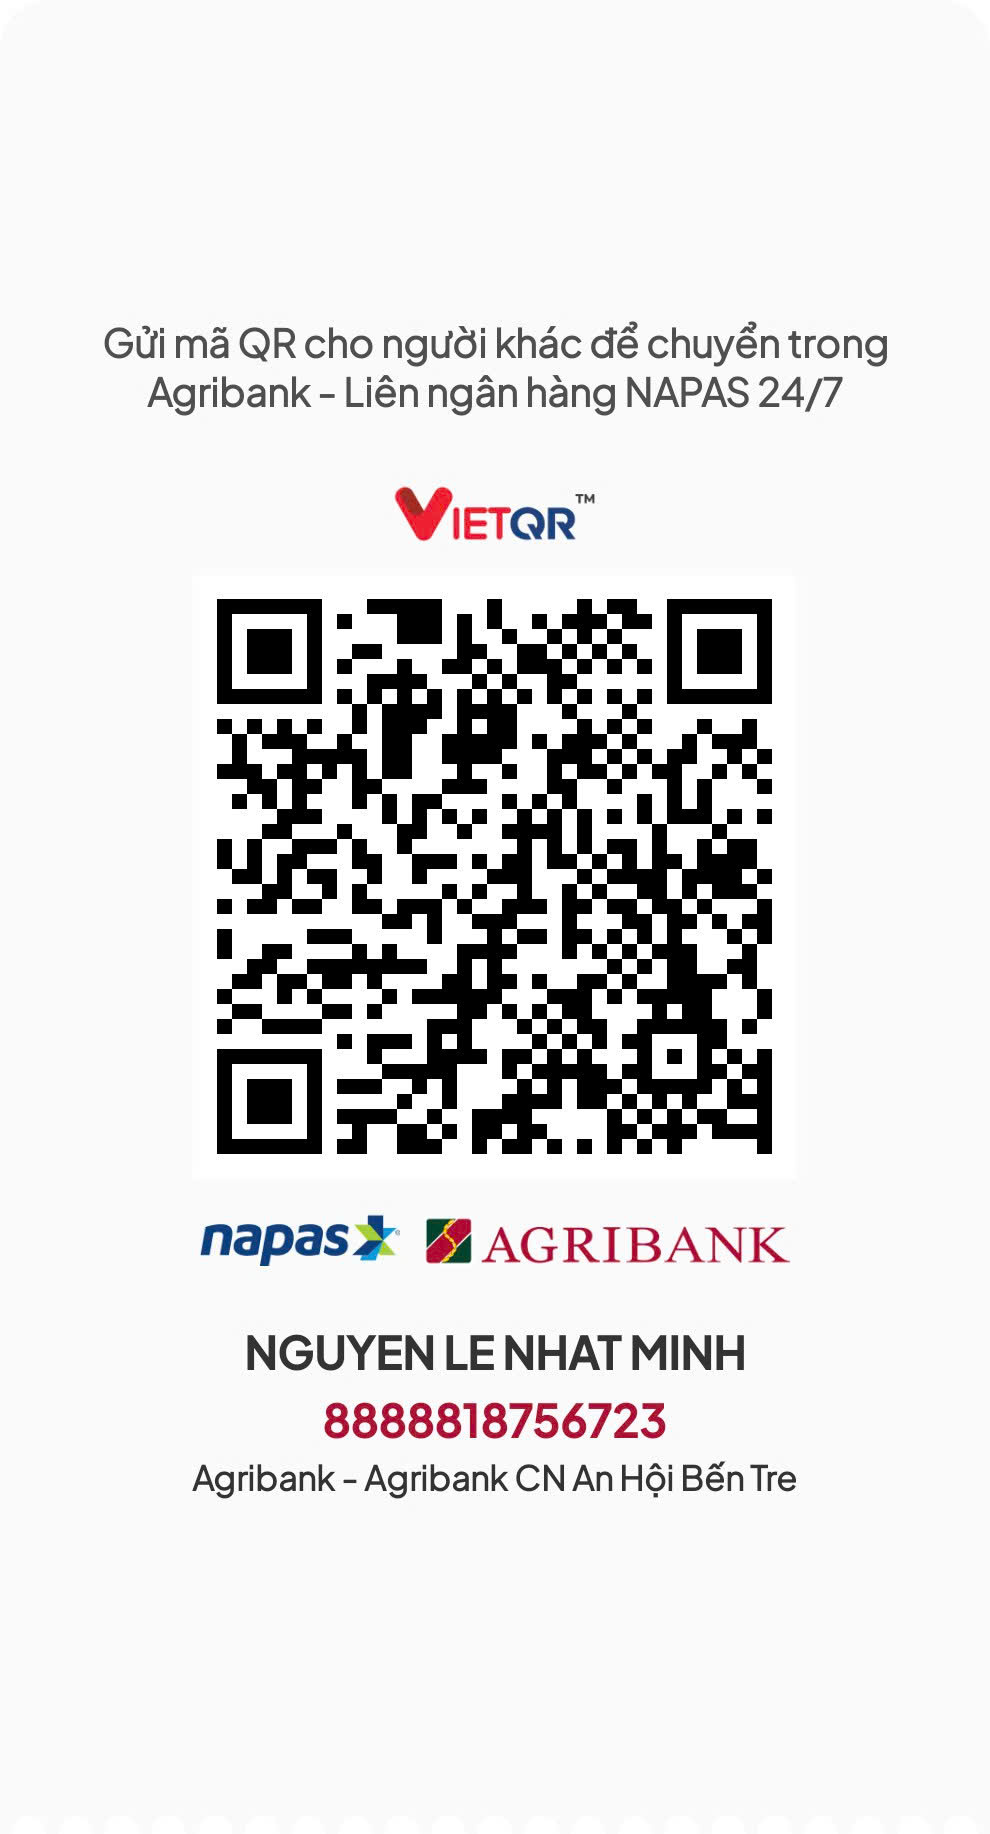 Gửi mã QR cho người khác để chuyển trong
Agribank - Liên ngân hàng NAPAS 24/7
VIETQR™
napas
AGRIBANK
NGUYEN LE NHAT MINH
8888818756723
Agribank - Agribank CN An Hội Bến Tre